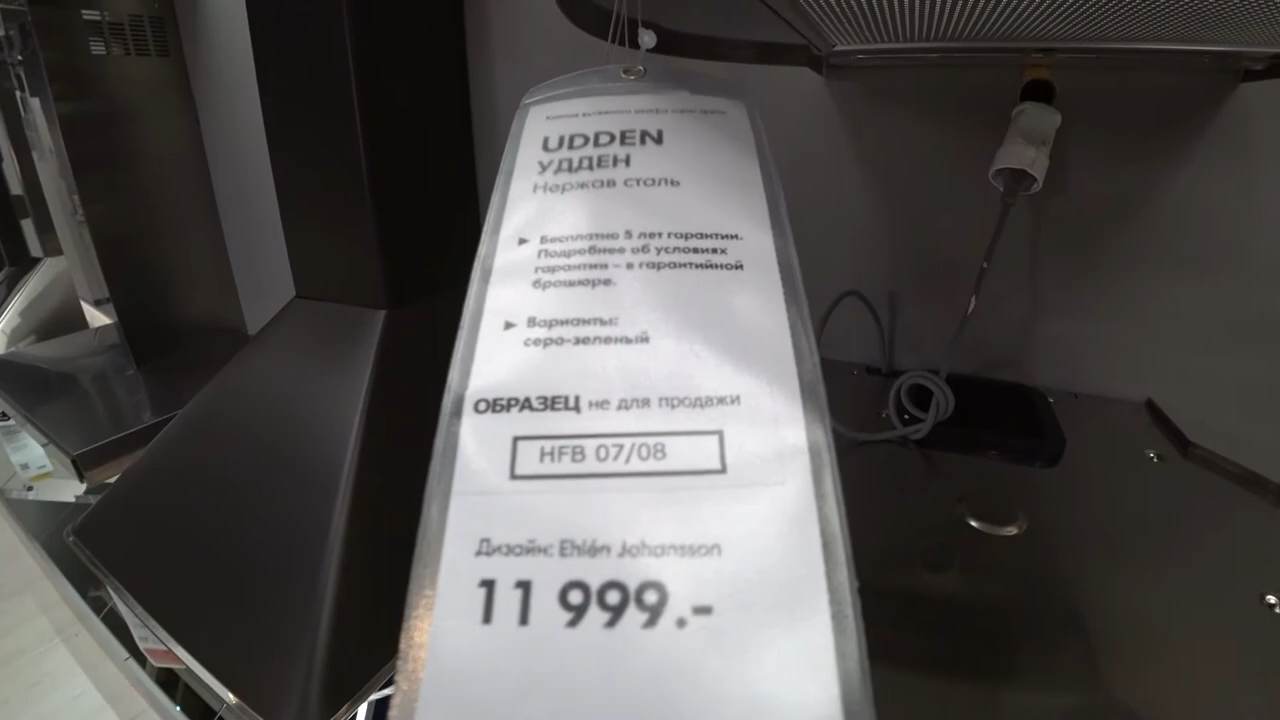 UDDEN
УДДЕН
Нержав сталь
► Бесплатно 5 лет гарантии.
Подробнее об условиях
гарантии – в гарантийной
брошюре.
► Варианты:
серо-зеленый
ОБРАЗЕЦ не для продажи
HFB 07/08
Дизайн: Ehlén Johansson
11 999.-